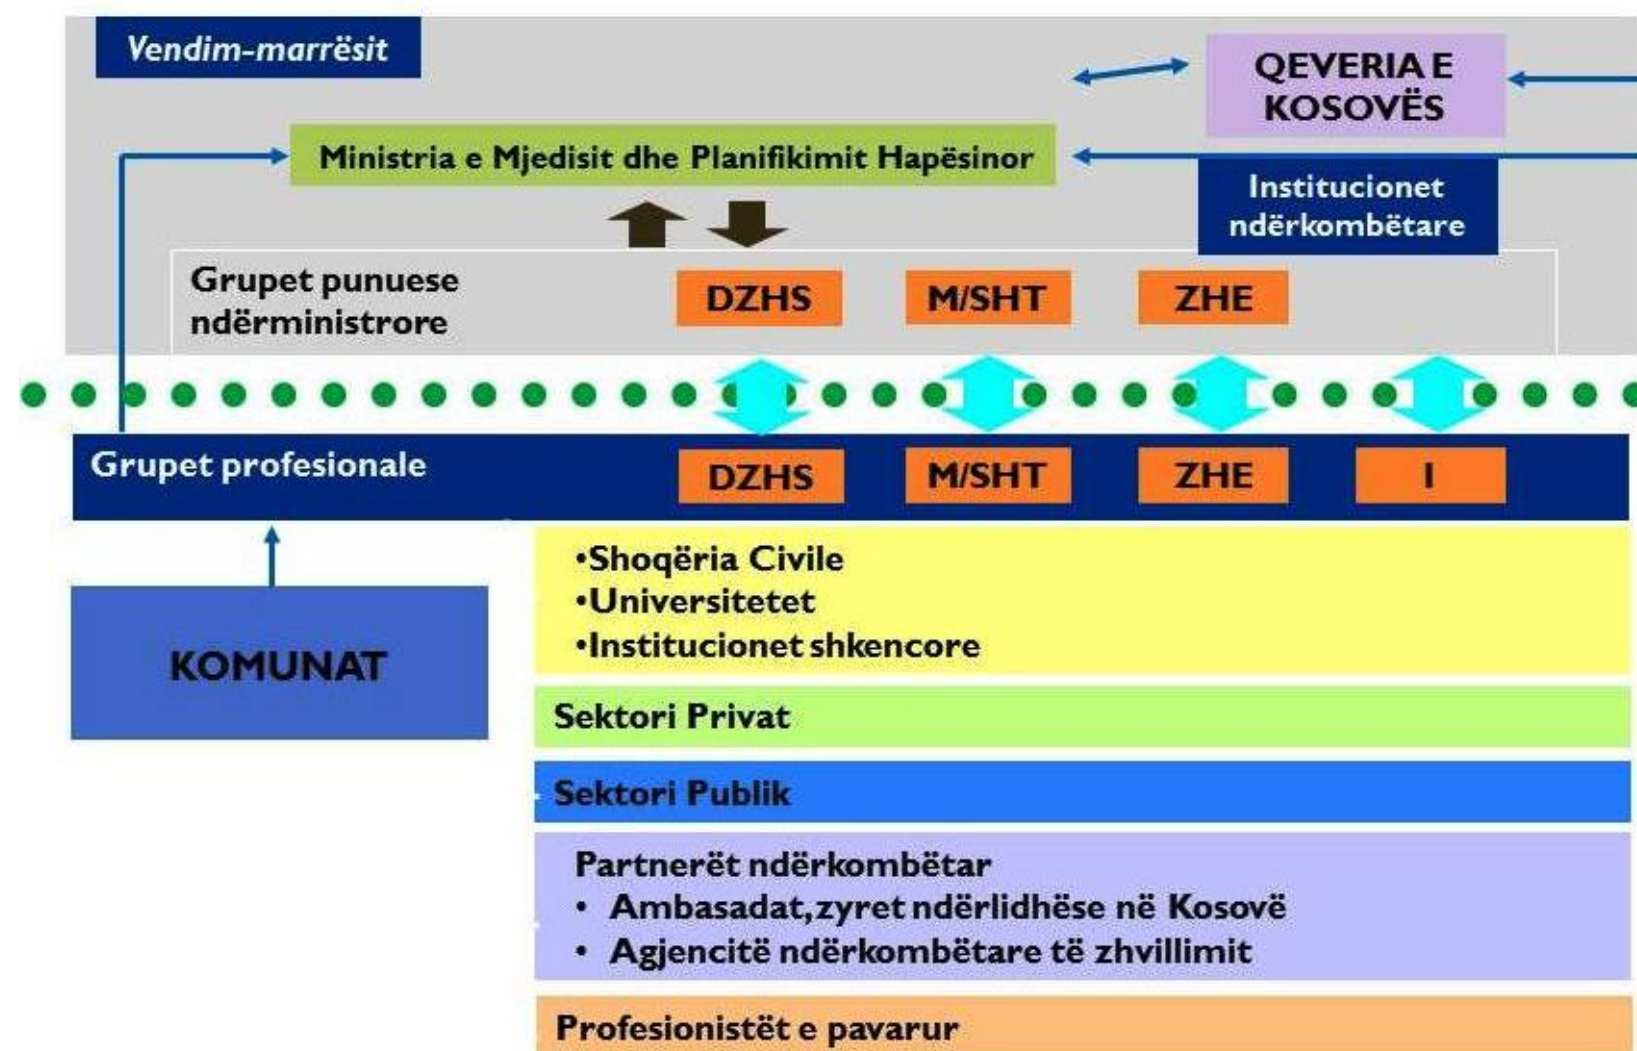 Vendim-marrësit
QEVERIA E
KOSOVËS
Ministria e Mjedisit dhe Planifikimit Hapësinor
Institucionet
ndërkombëtare
Grupet punuese
ndërministrore
DZHS
M/SHT
ZHE
Grupet profesionale
DZHS
M/SHT
ZHE
I
KOMUNAT
•Shoqëria Civile
•Universitetet
•Institucionet shkencore
Sektori Privat
Sektori Publik
Partnerët ndërkombëtar
• Ambasadat,zyret ndërlidhëse në Kosovë
• Agjencitë ndërkombëtare të zhvillimit
Profesionistët e pavarur